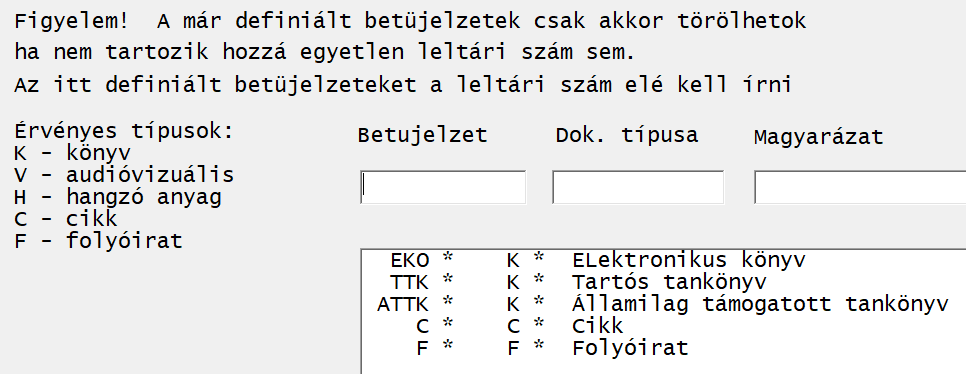 Figyelem!  A már definiált betüjelzetek csak akkor törölhetok
ha nem tartozik hozzá egyetlen leltári szám sem.
Az itt definiált betüjelzeteket a leltári szám elé kell írni
Érvényes típusok:
K - könyv
V - audióvizuális
H - hangzó anyag
C - cikk
F - folyóirat
Betujelzet   Dok. típusa   Magyarázat
EKO *   K *   ELektronikus könyv
TTK *   K *   Tartós tankönyv
ATTK *   K *   Államilag támogatott tankönyv
C *   C *   Cikk
F *   F *   Folyóirat